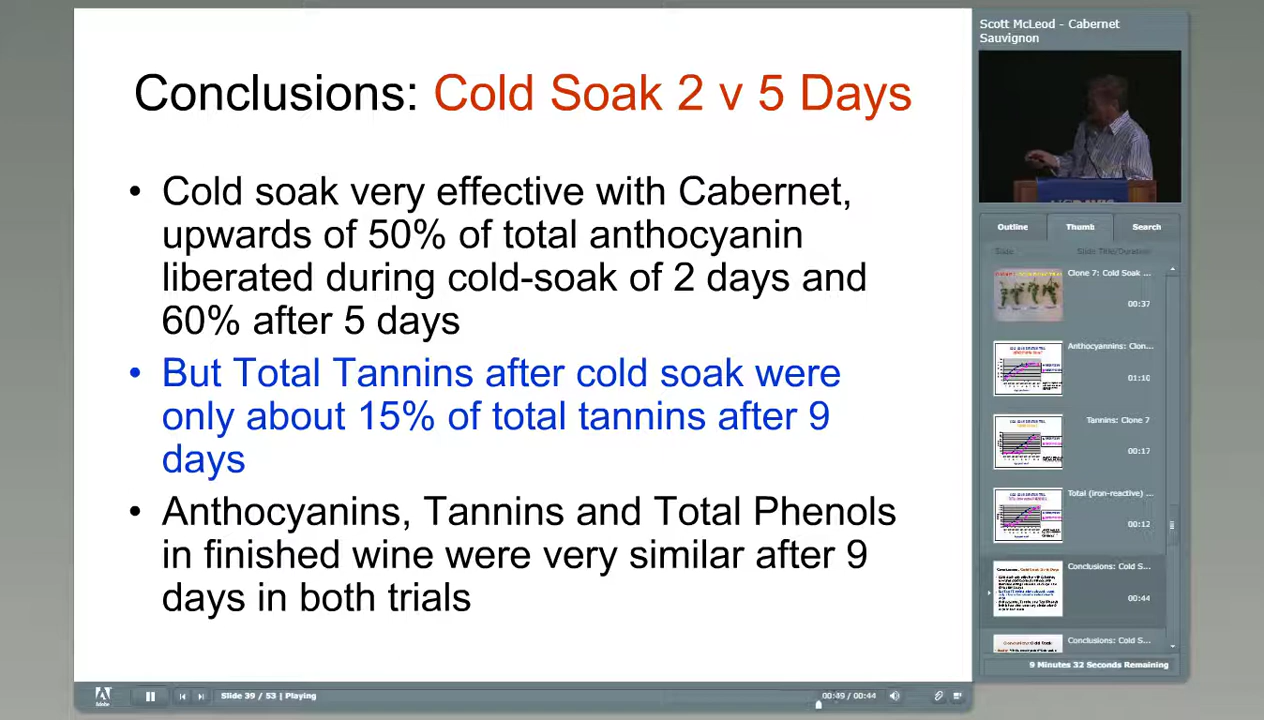 Conclusions: Cold Soak 2 v 5 Days
• Cold soak very effective with Cabernet,
upwards of 50% of total anthocyanin
liberated during cold-soak of 2 days and
60% after 5 days
• But Total Tannins after cold soak were
only about 15% of total tannins after 9
days
• Anthocyanins, Tannins and Total Phenols
in finished wine were very similar after 9
days in both trials
Scott McLeod - Cabernet
Sauvignon
Outline
Thumb
Search
Slide Title/Duration
Clone 7: Cold Soak ...
00:37
Anthocyannins: Clon...
01:10
Tannins: Clone 7
00:17
Total (iron-reactive) ...
00:12
Conclusions: Cold S...
00:44
Conclusions: Cold S...
9 Minutes 32 Seconds Remaining
Adobe
Slide 39 / 53 | Playing
00:49 / 00:44